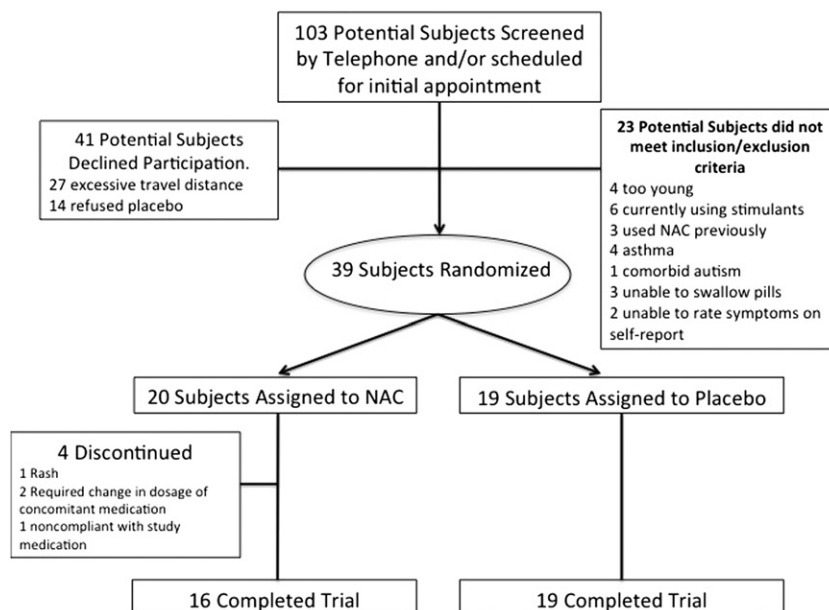 103 Potential Subjects Screened
by Telephone and/or scheduled
for initial appointment
41 Potential Subjects
Declined Participation.
27 excessive travel distance
14 refused placebo
23 Potential Subjects did not
meet inclusion/exclusion
criteria
4 too young
6 currently using stimulants
3 used NAC previously
4 asthma
1 comorbid autism
3 unable to swallow pills
2 unable to rate symptoms on
self-report
39 Subjects Randomized
20 Subjects Assigned to NAC
19 Subjects Assigned to Placebo
4 Discontinued
1 Rash
2 Required change in dosage of
concomitant medication
1 noncompliant with study
medication
16 Completed Trial
19 Completed Trial